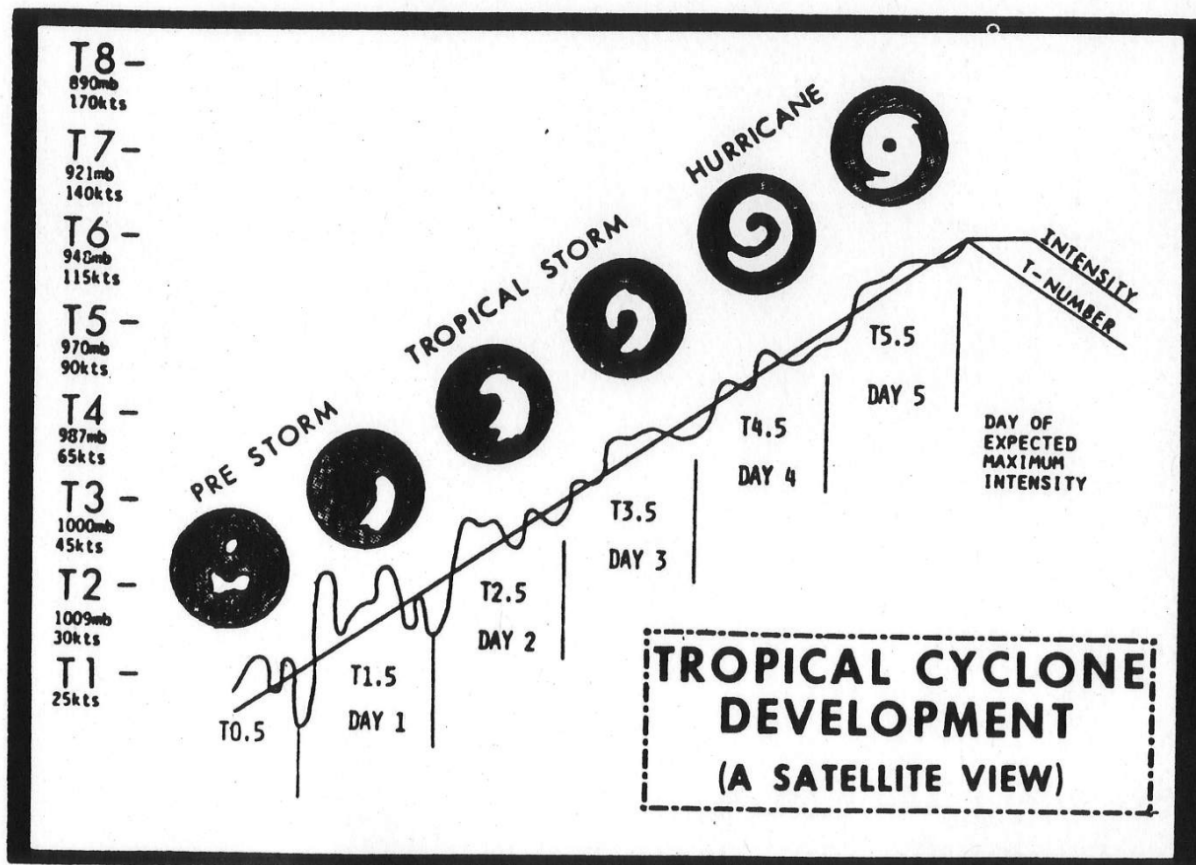 T8 –
890mb
170kts
T7 –
921mb
140kts
T6 –
948mb
115kts
T5 –
970mb
90kts
T4 –
987mb
65kts
T3 –
1000mb
45kts
T2 –
1009mb
30kts
T1 –
25kts
PRE STORM
TROPICAL STORM
HURRICANE
INTENSITY
T–NUMBER
T0.5
T1.5
DAY 1
T2.5
DAY 2
T3.5
DAY 3
T4.5
DAY 4
T5.5
DAY 5
DAY OF
EXPECTED
MAXIMUM
INTENSITY
TROPICAL CYCLONE
DEVELOPMENT
(A SATELLITE VIEW)